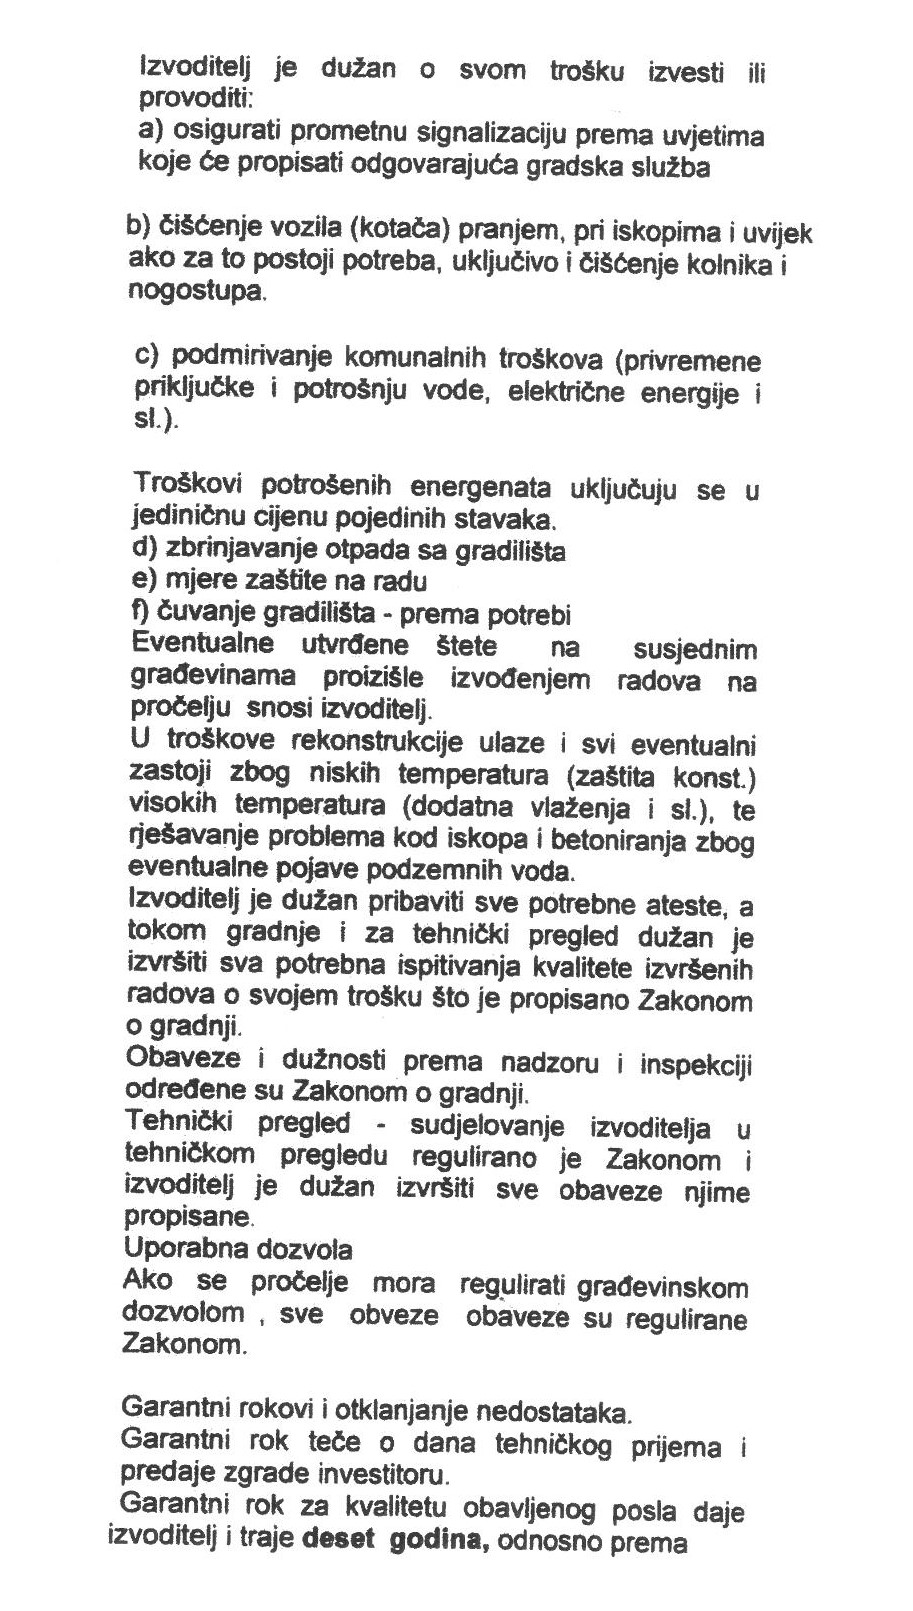 Izvoditelj je dužan o svom trošku izvesti ili
provoditi:
a) osigurati prometnu signalizaciju prema uvjetima
koje će propisati odgovarajuća gradska služba
b) čišćenje vozila (kotača) pranjem, pri iskopima i uvijek
ako za to postoji potreba, uključivo i čišćenje kolnika i
nogostupa.
c) podmirivanje komunalnih troškova (privremene
priključke i potrošnju vode, električne energije i
sl.).
Troškovi potrošenih energenata uključuju se u
jediničnu cijenu pojedinih stavaka.
d) zbrinjavanje otpada sa gradilišta
e) mjere zaštite na radu
f) čuvanje gradilišta - prema potrebi
Eventualne utvrđene štete na susjednim
građevinama proizišle izvođenjem radova na
pročelju snosi izvoditelj.
U troškove rekonstrukcije ulaze i svi eventualni
zastoji zbog niskih temperatura (zaštita konst.)
visokih temperatura (dodatna vlaženja i sl.), te
rješavanje problema kod iskopa i betoniranja zbog
eventualne pojave podzemnih voda.
Izvoditelj je dužan pribaviti sve potrebne ateste, a
tokom gradnje i za tehnički pregled dužan je
izvršiti sva potrebna ispitivanja kvalitete izvršenih
radova o svojem trošku što je propisano Zakonom
o gradnji.
Obaveze i dužnosti prema nadzoru i inspekciji
određene su Zakonom o gradnji.
Tehnički pregled - sudjelovanje izvoditelja u
tehničkom pregledu regulirano je Zakonom i
izvoditelj je dužan izvršiti sve obaveze njime
propisane.
Uporabna dozvola
Ako se pročelje mora regulirati građevinskom
dozvolom , sve obveze obaveze su regulirane
Zakonom.
Garantni rokovi i otklanjanje nedostataka.
Garantni rok teče o dana tehničkog prijema i
predaje zgrade investitoru.
Garantni rok za kvalitetu obavljenog posla daje
izvoditelj i traje deset godina, odnosno prema